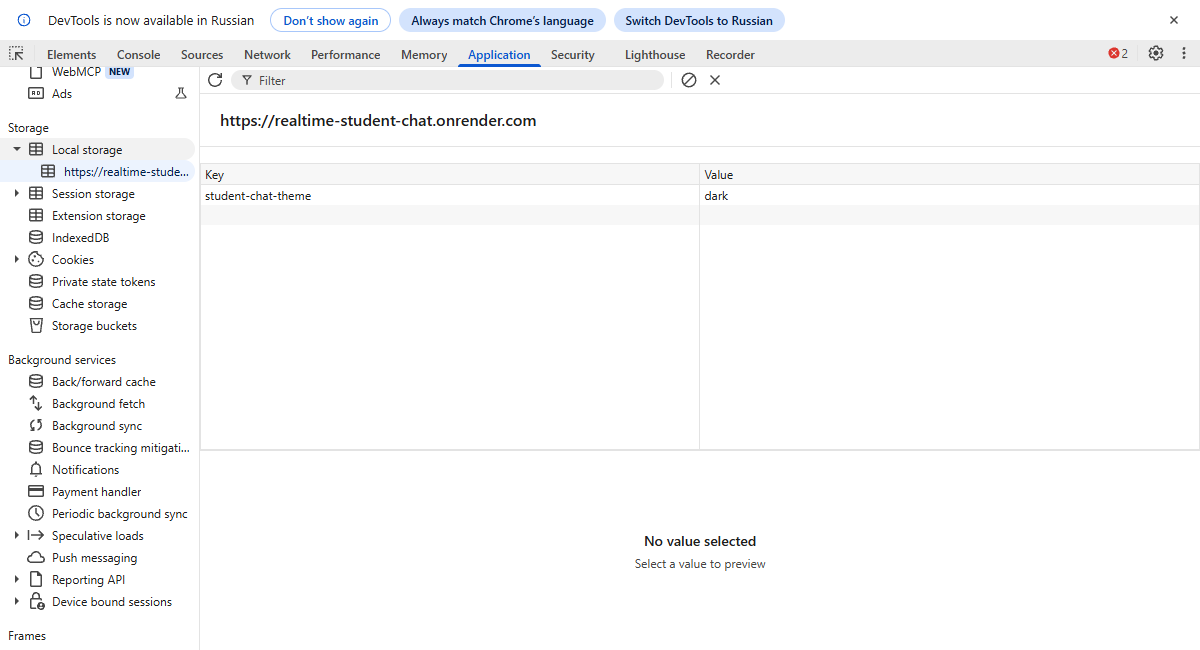 DevTools is now available in Russian Don't show again Always match Chrome's language Switch DevTools to Russian
Elements Console Sources Network Performance Memory Application Security Lighthouse Recorder 2
WebMCP NEW
Ads
Filter
https://realtime-student-chat.onrender.com
Storage
Local storage
https://realtime-stude...
Session storage
Extension storage
IndexedDB
Cookies
Private state tokens
Cache storage
Storage buckets
Background services
Back/forward cache
Background fetch
Background sync
Bounce tracking mitigati...
Notifications
Payment handler
Periodic background sync
Speculative loads
Push messaging
Reporting API
Device bound sessions
Frames
Key Value
student-chat-theme dark
No value selected
Select a value to preview